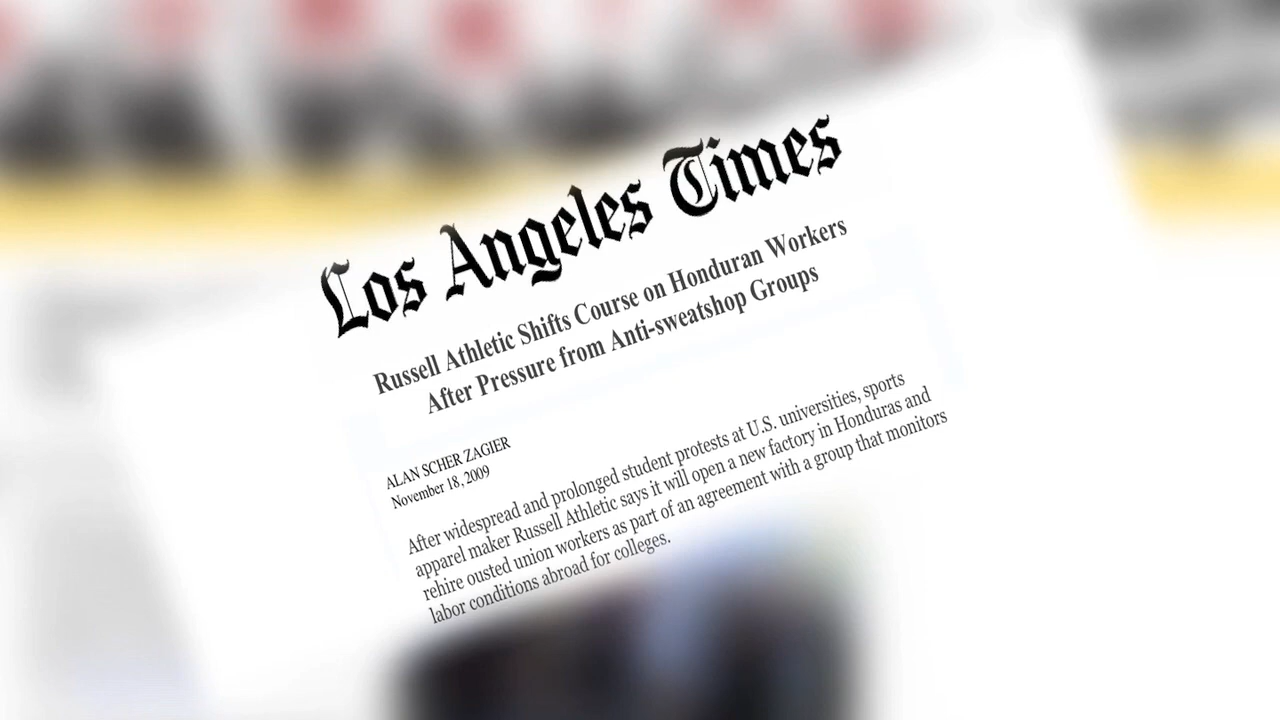 Los Angeles Times
Russell Athletic Shifts Course on Honduran Workers
After Pressure from Anti-sweatshop Groups
ALAN SCHER ZAGIER
November 18, 2009
After widespread and prolonged student protests at U.S. universities, sports
apparel maker Russell Athletic says it will open a new factory in Honduras and
rehire ousted union workers as part of an agreement with a group that monitors
labor conditions abroad for colleges.